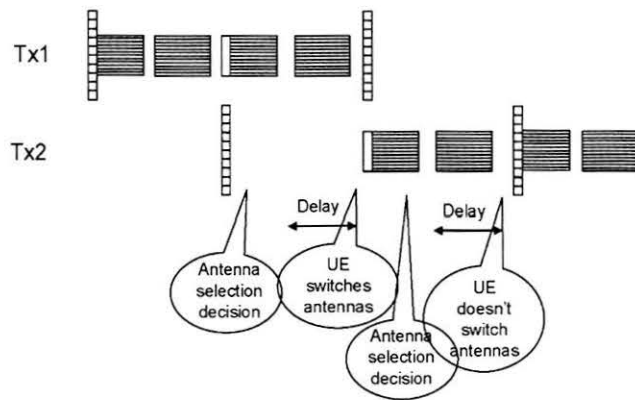 Tx1
Tx2
Delay
Delay
Antenna
selection
decision
UE
switches
antennas
Antenna
selection
decision
UE
doesn't
switch
antennas